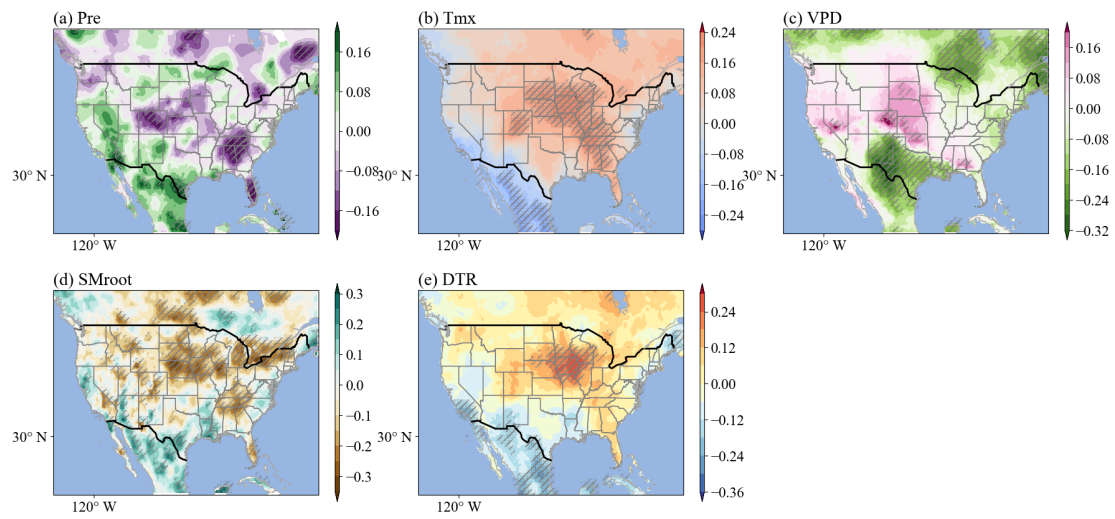 (a) Pre
(b) Tmx
(c) VPD
0.16
0.08
0.00
−0.08
−0.16
30° N
120° W
0.24
0.16
0.08
0.00
−0.08
−0.16
−0.24
30° N
120° W
0.16
0.08
0.00
−0.08
−0.16
−0.24
−0.32
30° N
120° W
(d) SMroot
(e) DTR
0.3
0.2
0.1
0.0
−0.1
−0.2
−0.3
30° N
120° W
0.24
0.12
0.00
−0.12
−0.24
−0.36
30° N
120° W